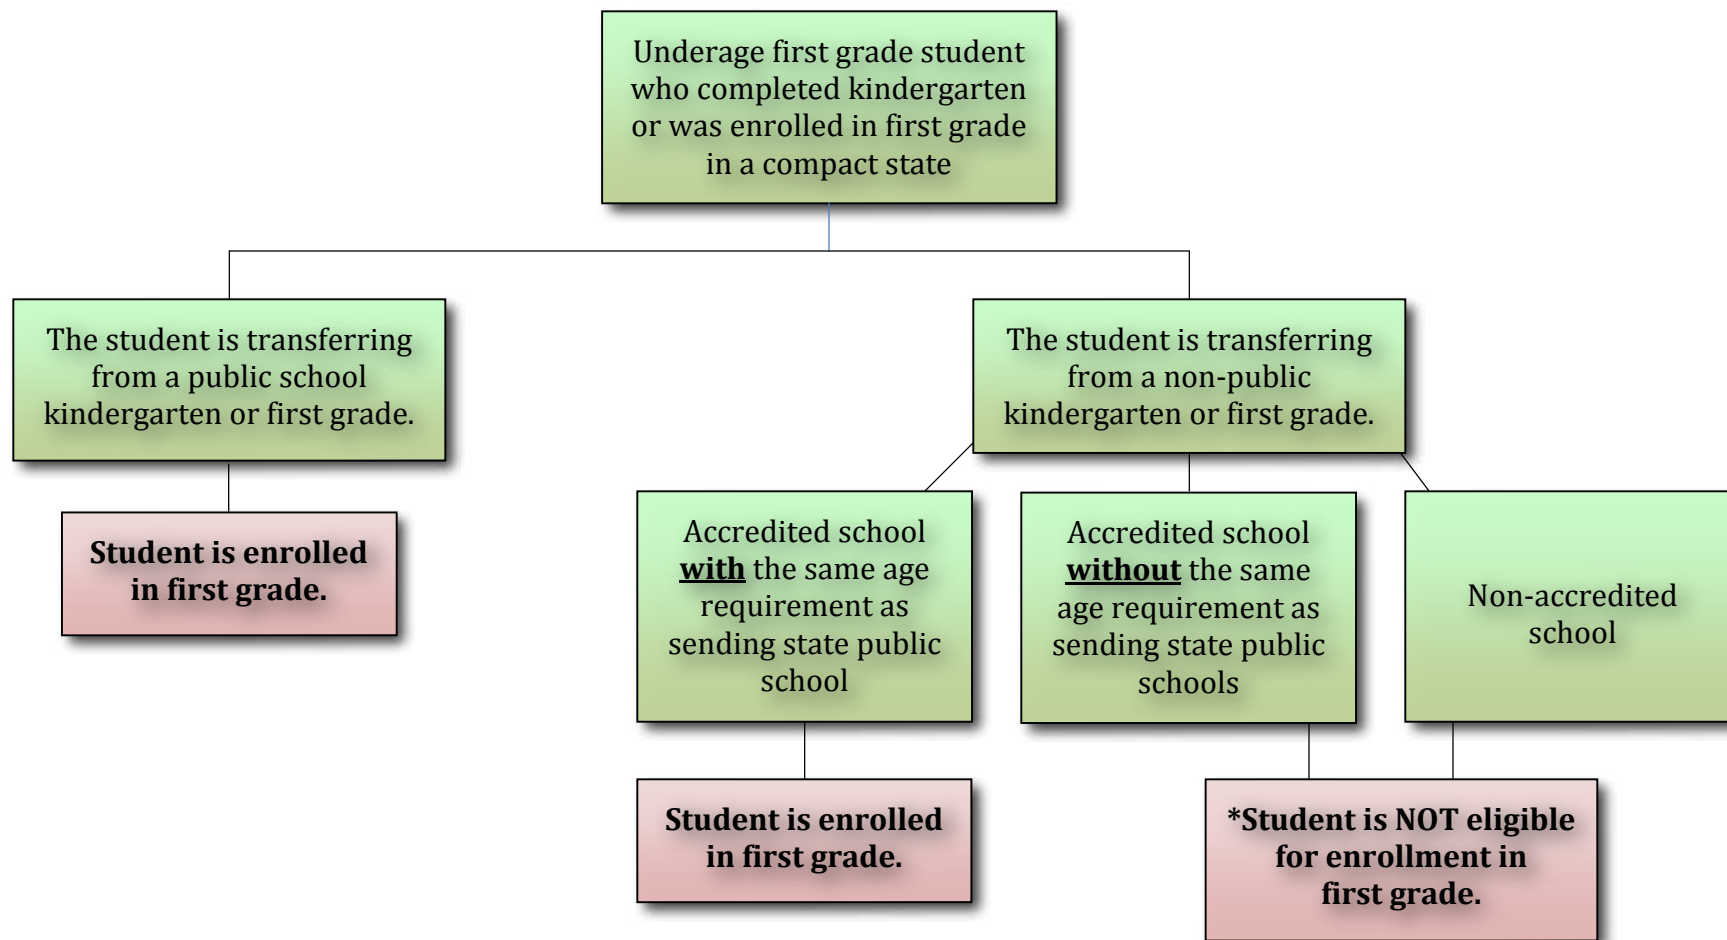 Underage first grade student
who completed kindergarten
or was enrolled in first grade
in a compact state
The student is transferring
from a public school
kindergarten or first grade.
The student is transferring
from a non-public
kindergarten or first grade.
Student is enrolled
in first grade.
Accredited school
with the same age
requirement as
sending state public
school
Accredited school
without the same
age requirement as
sending state public
schools
Non-accredited
school
Student is enrolled
in first grade.
*Student is NOT eligible
for enrollment in
first grade.